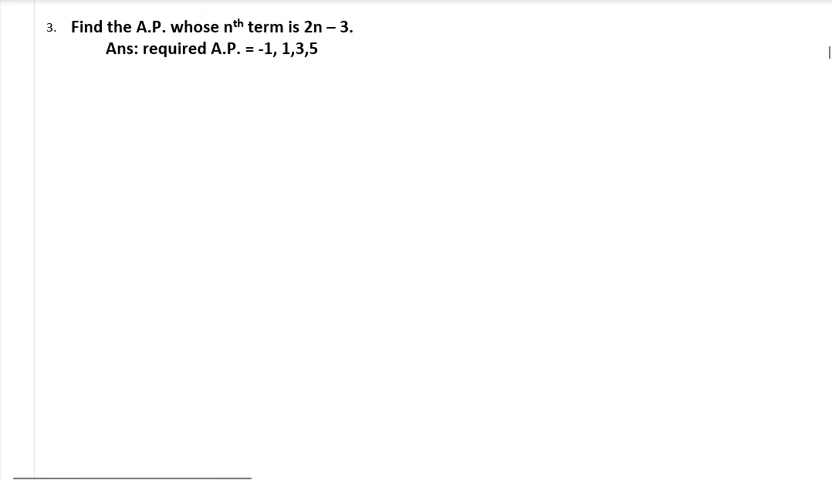 3. Find the A.P. whose nᵗʰ term is 2n – 3.
Ans: required A.P. = -1, 1,3,5